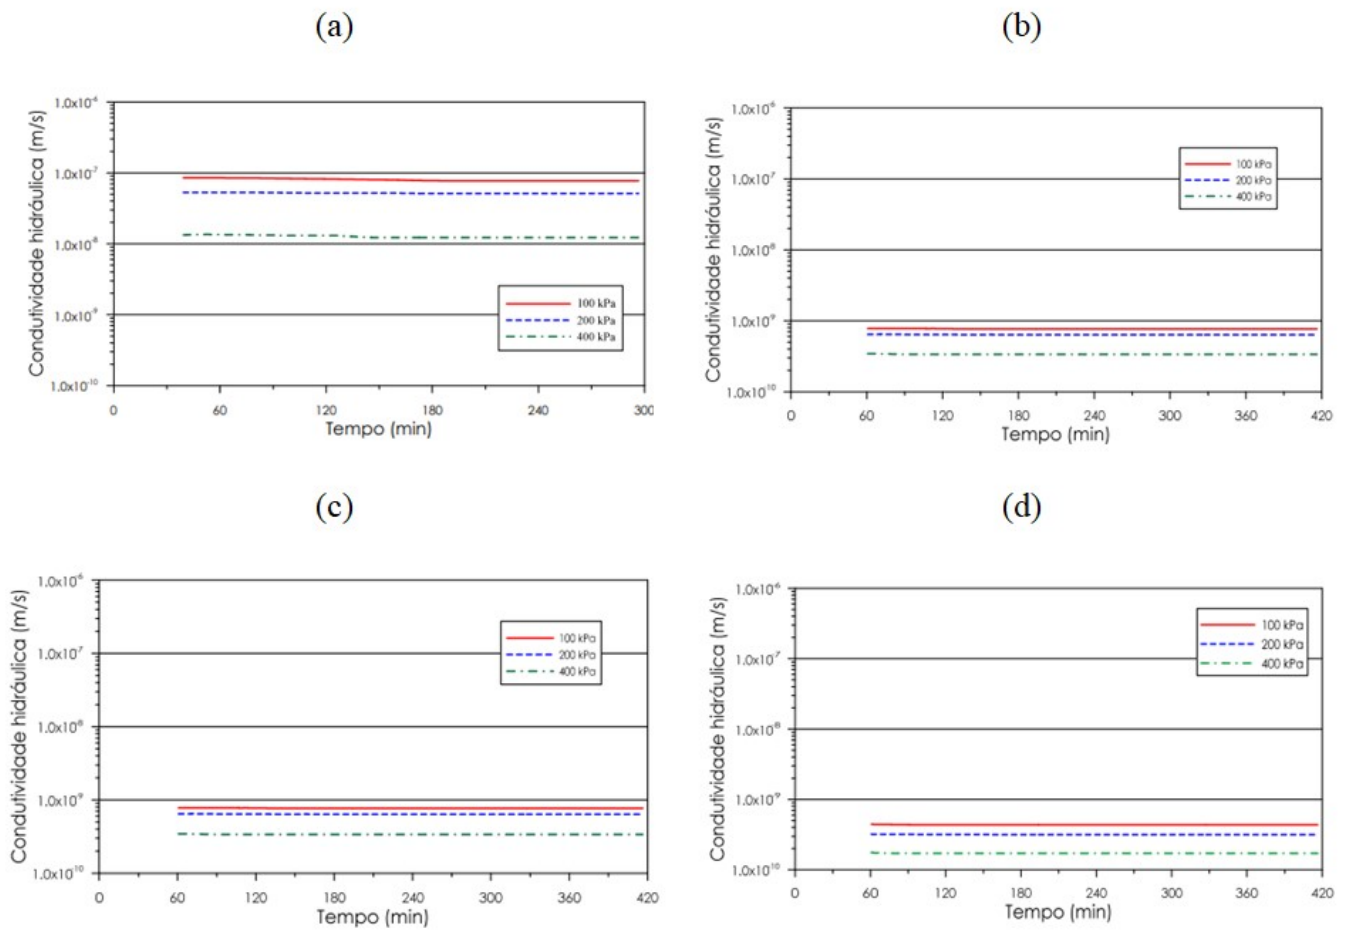 (a)
1.0x10⁻⁶
1.0x10⁻⁷
1.0x10⁻⁸
1.0x10⁻⁹
1.0x10⁻¹⁰
Condutividade hidráulica (m/s)
100 kPa
200 kPa
400 kPa
0 60 120 180 240 300
Tempo (min)
(b)
1.0x10⁻⁶
1.0x10⁻⁷
1.0x10⁻⁸
1.0x10⁻⁹
1.0x10⁻¹⁰
Condutividade hidráulica (m/s)
100 kPa
200 kPa
400 kPa
0 60 120 180 240 300 360 420
Tempo (min)
(c)
1.0x10⁻⁶
1.0x10⁻⁷
1.0x10⁻⁸
1.0x10⁻⁹
1.0x10⁻¹⁰
Condutividade hidráulica (m/s)
100 kPa
200 kPa
400 kPa
0 60 120 180 240 300 360 420
Tempo (min)
(d)
1.0x10⁻⁶
1.0x10⁻⁷
1.0x10⁻⁸
1.0x10⁻⁹
1.0x10⁻¹⁰
Condutividade hidráulica (m/s)
100 kPa
200 kPa
400 kPa
0 60 120 180 240 300 360 420
Tempo (min)